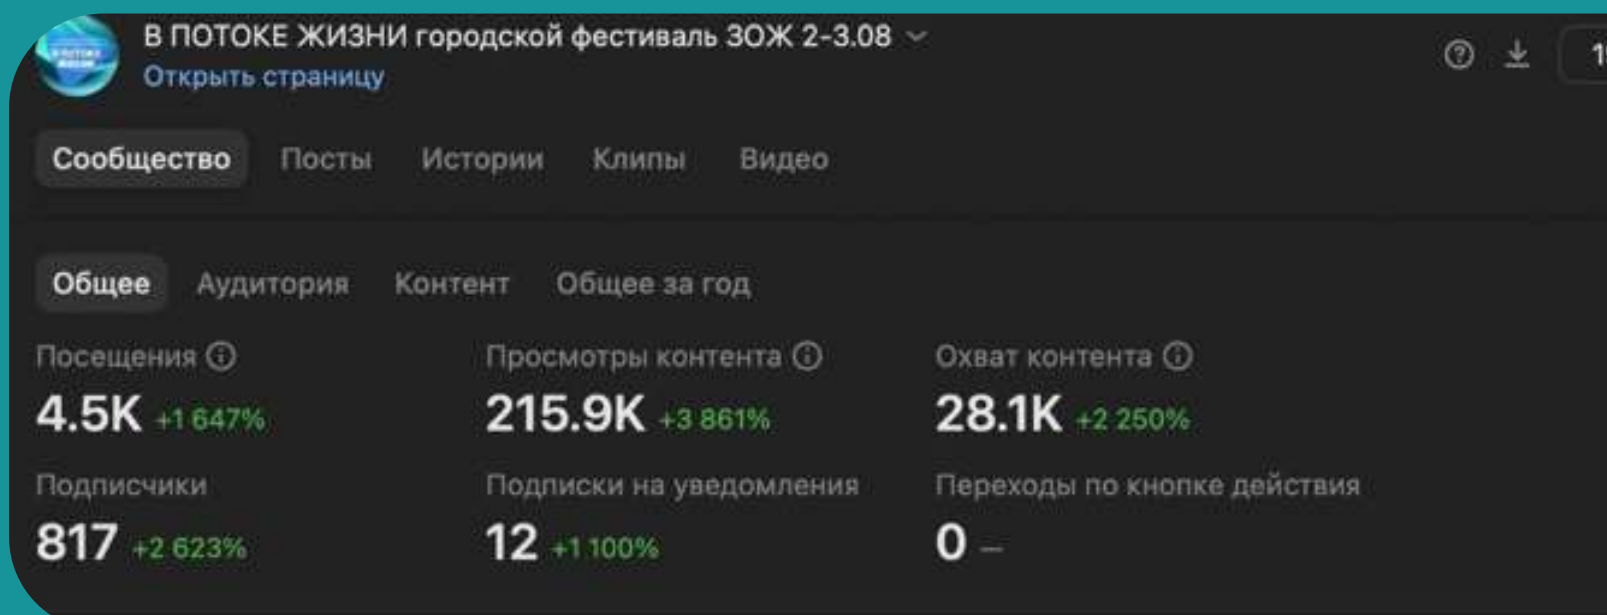 В ПОТОКЕ ЖИЗНИ городской фестиваль ЗОЖ 2-3.08
Открыть страницу
Сообщество Посты Истории Клипы Видео
Общее Аудитория Контент Общее за год
Посещения Просмотры контента Охват контента
4.5K +1 647% 215.9K +3 861% 28.1K +2 250%
Подписчики Подписки на уведомления Переходы по кнопке действия
817 +2 623% 12 +1 100% 0 –